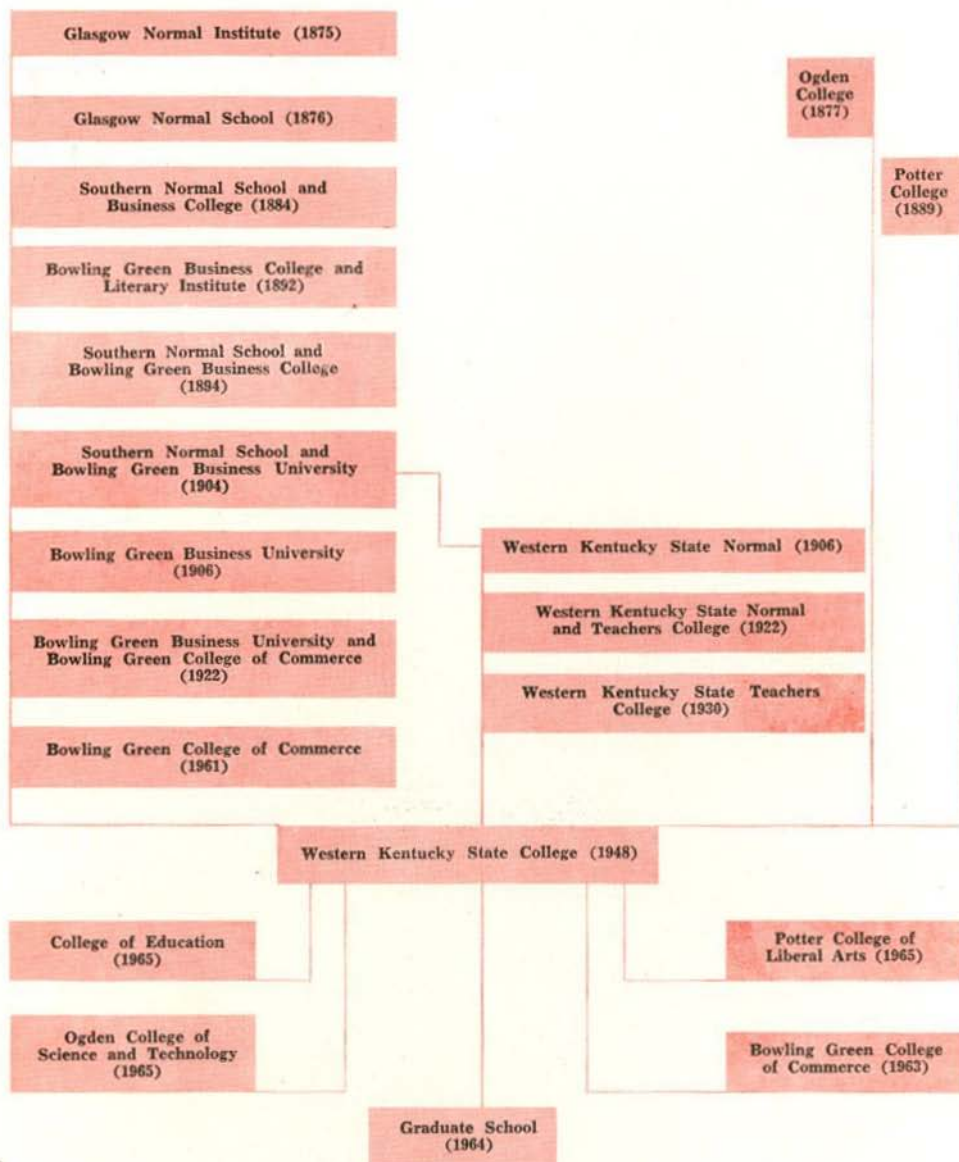 Glasgow Normal Institute (1875)
Glasgow Normal School (1876)
Southern Normal School and
Business College (1884)
Bowling Green Business College and
Literary Institute (1892)
Southern Normal School and
Bowling Green Business College
(1894)
Southern Normal School and
Bowling Green Business University
(1904)
Bowling Green Business University
(1906)
Bowling Green Business University and
Bowling Green College of Commerce
(1922)
Bowling Green College of Commerce
(1961)
Ogden
College
(1877)
Potter
College
(1889)
Western Kentucky State Normal (1906)
Western Kentucky State Normal
and Teachers College (1922)
Western Kentucky State Teachers
College (1930)
Western Kentucky State College (1948)
College of Education
(1965)
Ogden College of
Science and Technology
(1965)
Graduate School
(1964)
Potter College of
Liberal Arts (1965)
Bowling Green College
of Commerce (1963)